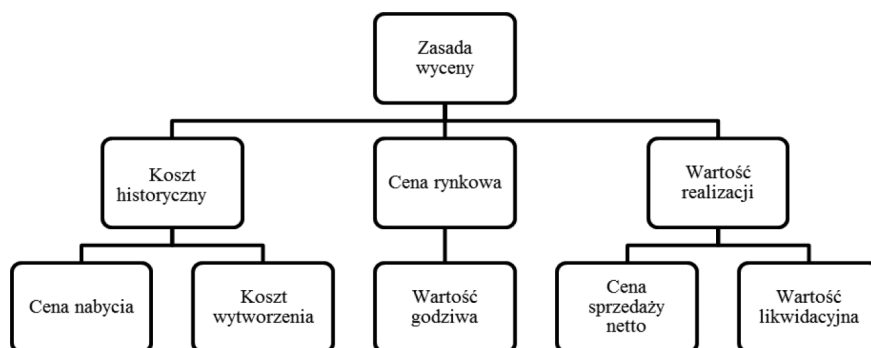 Zasada
wyceny
Koszt
historyczny
Cena rynkowa
Wartość
realizacji
Cena nabycia
Koszt
wytworzenia
Wartość
godziwa
Cena
sprzedaży
netto
Wartość
likwidacyjna